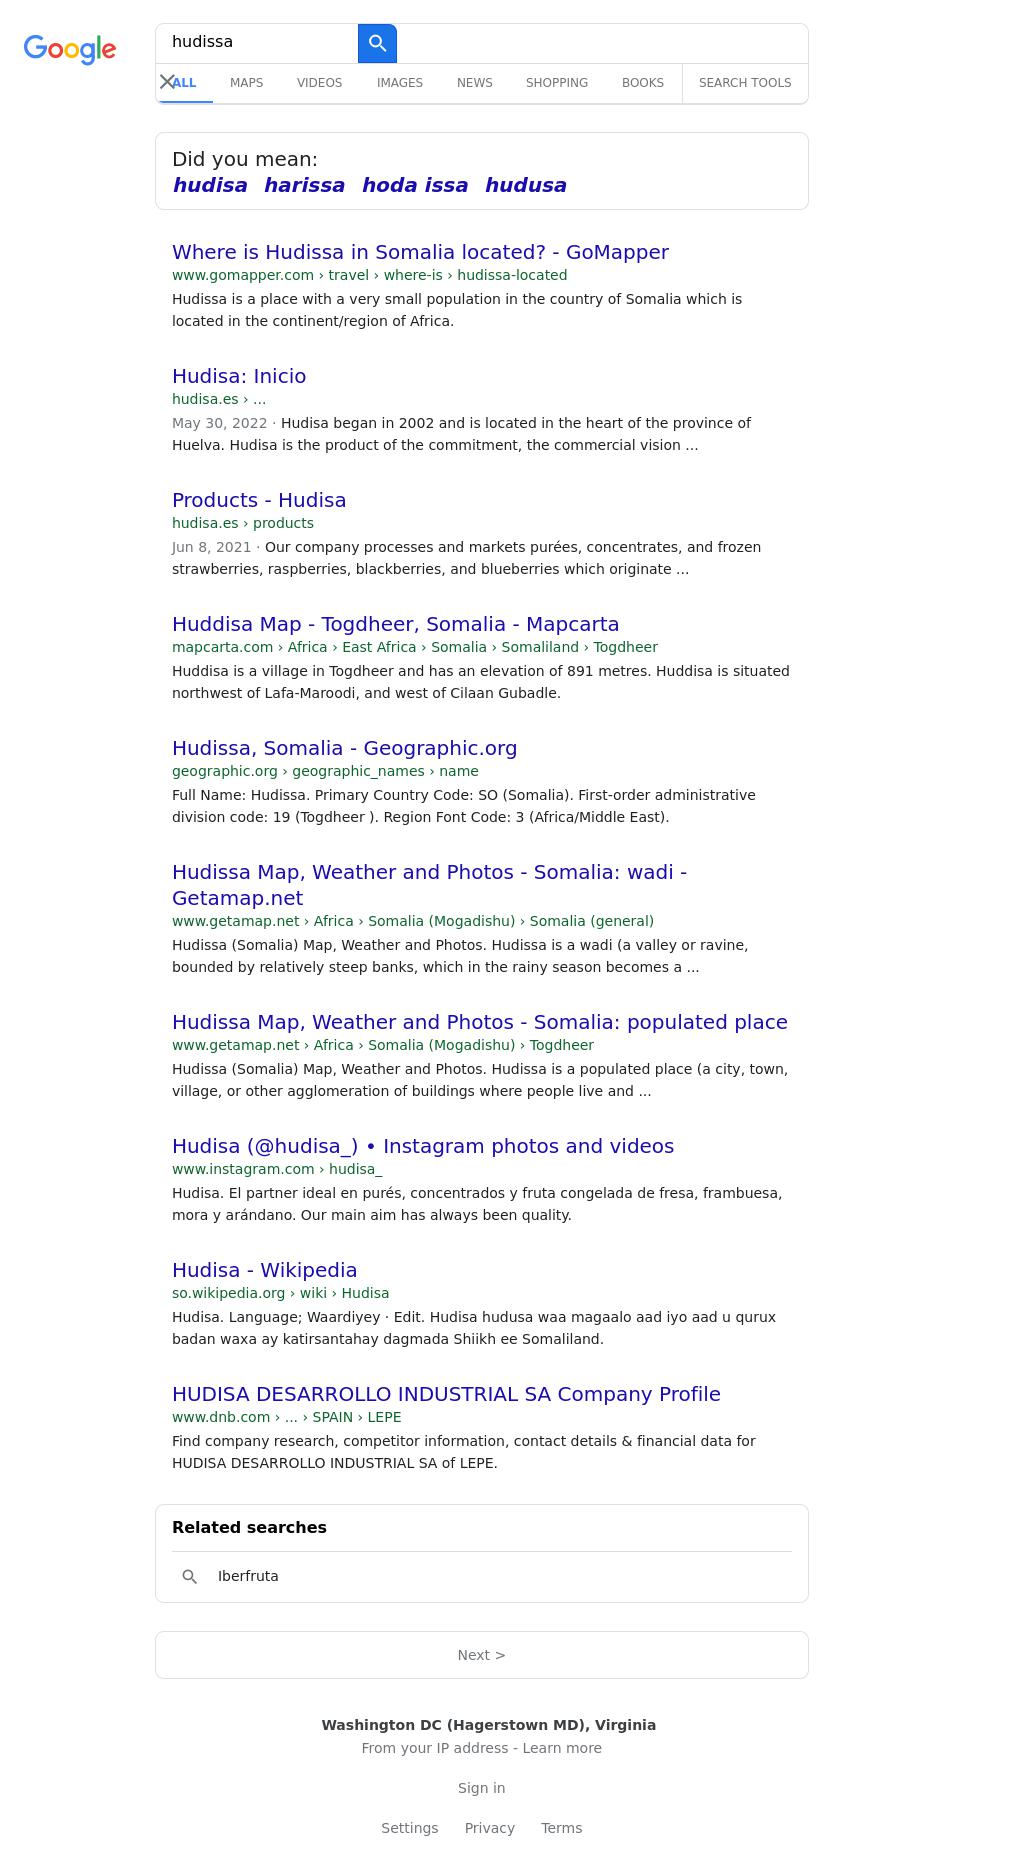 Google
hudissa
ALL MAPS VIDEOS IMAGES NEWS SHOPPING BOOKS SEARCH TOOLS
Did you mean:
hudisa harissa hoda issa hudusa
Where is Hudissa in Somalia located? - GoMapper
www.gomapper.com › travel › where-is › hudissa-located
Hudissa is a place with a very small population in the country of Somalia which is
located in the continent/region of Africa.
Hudisa: Inicio
hudisa.es › ...
May 30, 2022 · Hudisa began in 2002 and is located in the heart of the province of
Huelva. Hudisa is the product of the commitment, the commercial vision ...
Products - Hudisa
hudisa.es › products
Jun 8, 2021 · Our company processes and markets purées, concentrates, and frozen
strawberries, raspberries, blackberries, and blueberries which originate ...
Huddisa Map - Togdheer, Somalia - Mapcarta
mapcarta.com › Africa › East Africa › Somalia › Somaliland › Togdheer
Huddisa is a village in Togdheer and has an elevation of 891 metres. Huddisa is situated
northwest of Lafa-Maroodi, and west of Cilaan Gubadle.
Hudissa, Somalia - Geographic.org
geographic.org › geographic_names › name
Full Name: Hudissa. Primary Country Code: SO (Somalia). First-order administrative
division code: 19 (Togdheer ). Region Font Code: 3 (Africa/Middle East).
Hudissa Map, Weather and Photos - Somalia: wadi -
Getamap.net
www.getamap.net › Africa › Somalia (Mogadishu) › Somalia (general)
Hudissa (Somalia) Map, Weather and Photos. Hudissa is a wadi (a valley or ravine,
bounded by relatively steep banks, which in the rainy season becomes a ...
Hudissa Map, Weather and Photos - Somalia: populated place
www.getamap.net › Africa › Somalia (Mogadishu) › Togdheer
Hudissa (Somalia) Map, Weather and Photos. Hudissa is a populated place (a city, town,
village, or other agglomeration of buildings where people live and ...
Hudisa (@hudisa_) • Instagram photos and videos
www.instagram.com › hudisa_
Hudisa. El partner ideal en purés, concentrados y fruta congelada de fresa, frambuesa,
mora y arándano. Our main aim has always been quality.
Hudisa - Wikipedia
so.wikipedia.org › wiki › Hudisa
Hudisa. Language; Waardiyey · Edit. Hudisa hudusa waa magaalo aad iyo aad u qurux
badan waxa ay katirsantahay dagmada Shiikh ee Somaliland.
HUDISA DESARROLLO INDUSTRIAL SA Company Profile
www.dnb.com › ... › SPAIN › LEPE
Find company research, competitor information, contact details & financial data for
HUDISA DESARROLLO INDUSTRIAL SA of LEPE.
Related searches
Iberfruta
Next >
Washington DC (Hagerstown MD), Virginia
From your IP address - Learn more
Sign in
Settings Privacy Terms